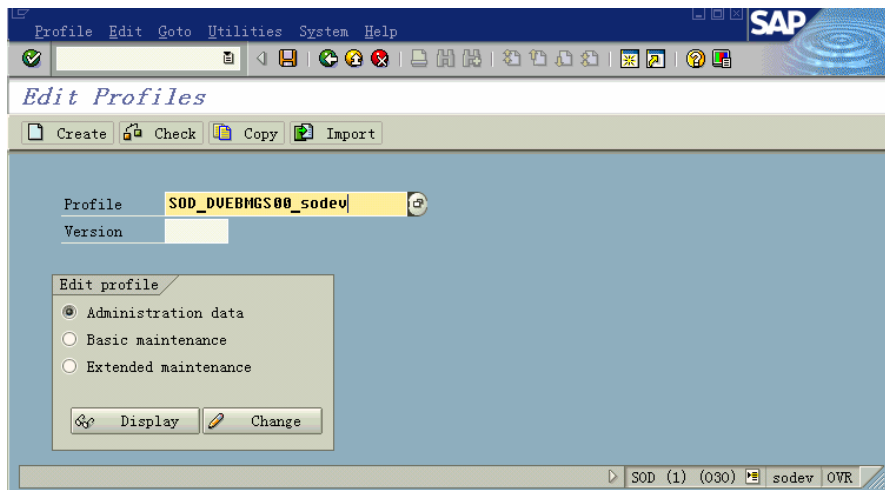 Profile Edit Goto Utilities System Help
SAP
Edit Profiles
Create Check Copy Import
Profile SOD_DVEBMGS00_sodev
Version
Edit profile
Administration data
Basic maintenance
Extended maintenance
Display Change
SOD (1) (030) sodev OVR